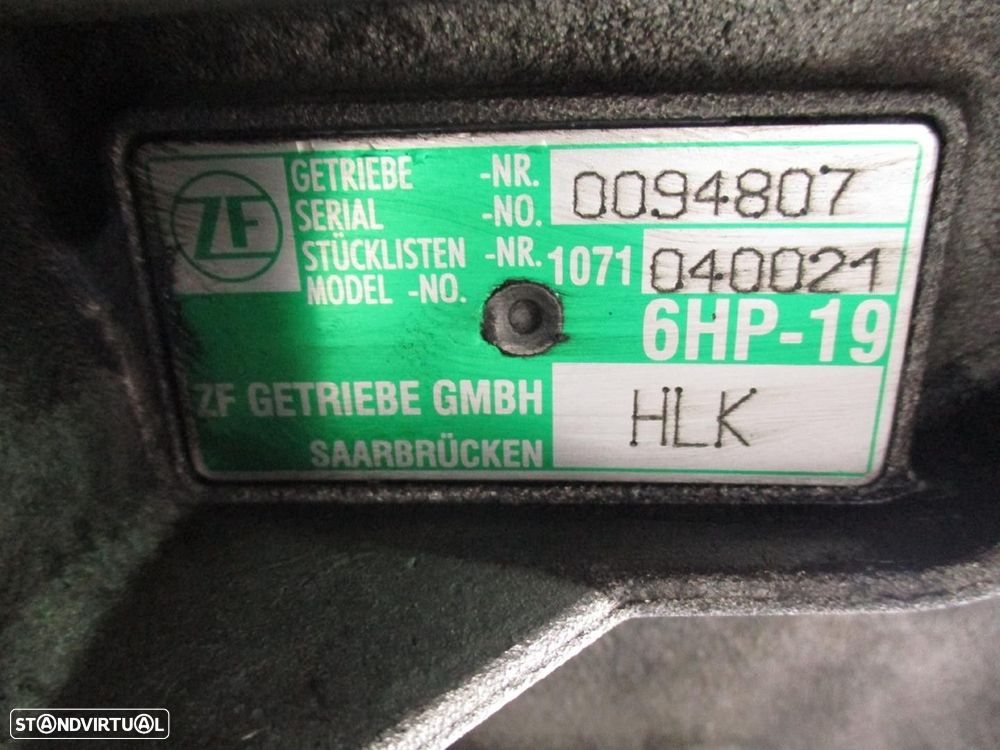 ZF
GETRIEBE -NR. 0094807
SERIAL -NO.
STÜCKLISTEN -NR. 1071 040021
MODEL -NO.
6HP-19
ZF GETRIEBE GMBH HLK
SAARBRÜCKEN
STANDVIRTUAL